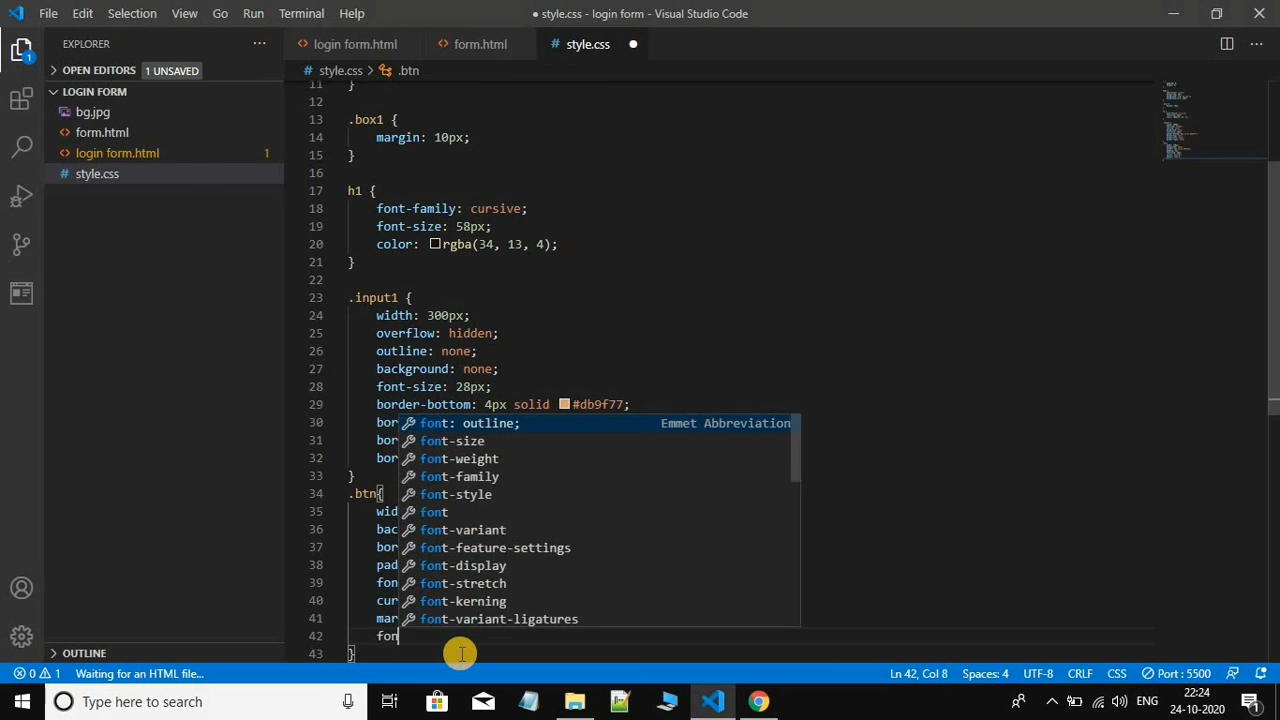 File Edit Selection View Go Run Terminal Help
● style.css - login form - Visual Studio Code
EXPLORER
login form.html
form.html
style.css
OPEN EDITORS 1 UNSAVED
style.css > .btn
LOGIN FORM
bg.jpg
form.html
login form.html 1
style.css
11 }
12
13 .box1 {
14 margin: 10px;
15 }
16
17 h1 {
18 font-family: cursive;
19 font-size: 58px;
20 color: rgba(34, 13, 4);
21 }
22
23 .input1 {
24 width: 300px;
25 overflow: hidden;
26 outline: none;
27 background: none;
28 font-size: 28px;
29 border-bottom: 4px solid #db9f77;
30 bor
31 bor
32 bor
33 }
34 .btn{
35 wid
36 bac
37 bor
38 pad
39 fon
40 cur
41 mar
42 fon
43 }
font: outline; Emmet Abbreviation
font-size
font-weight
font-family
font-style
font
font-variant
font-feature-settings
font-display
font-stretch
font-kerning
font-variant-ligatures
OUTLINE
0 1 Waiting for an HTML file...
Ln 42, Col 8 Spaces: 4 UTF-8 CRLF CSS Port : 5500
Type here to search
ENG
22:24
24-10-2020
1